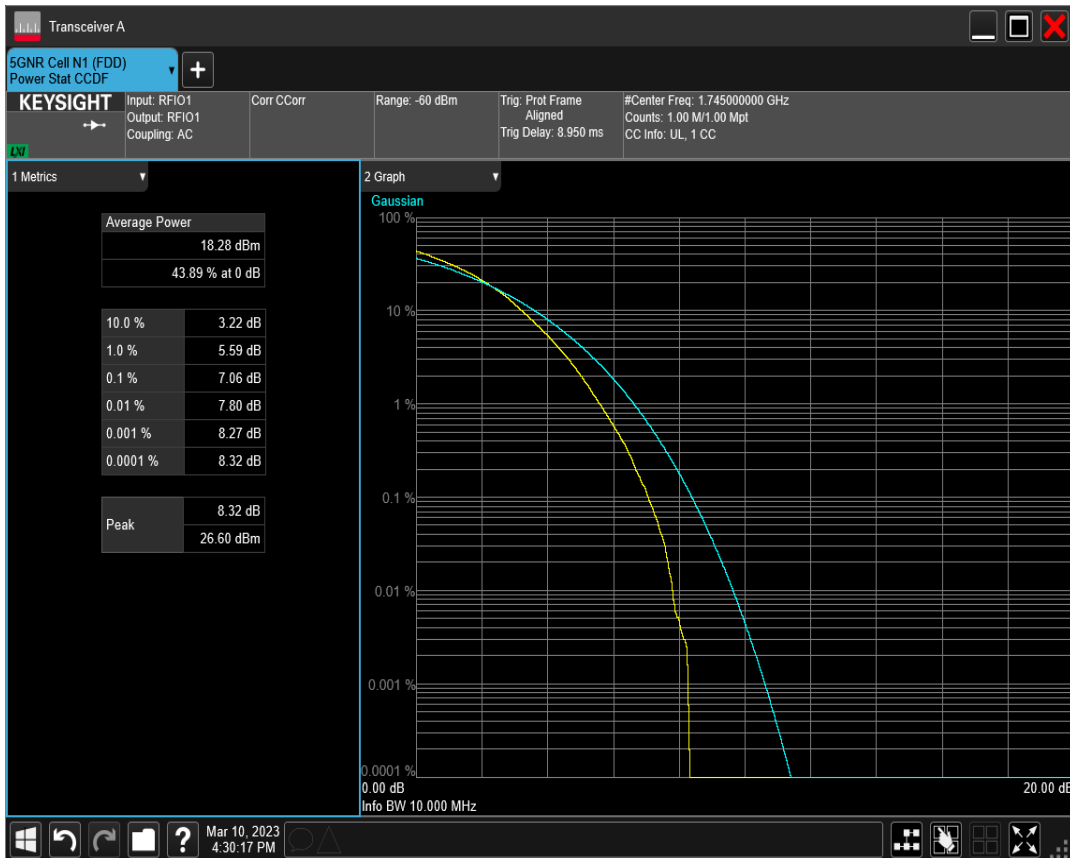 Transceiver A
5GNR Cell N1 (FDD)
Power Stat CCDF
KEYSIGHT
LXI
Input: RFIO1
Output: RFIO1
Coupling: AC
Corr CCorr
Range: -60 dBm
Trig: Prot Frame
Aligned
Trig Delay: 8.950 ms
#Center Freq: 1.745000000 GHz
Counts: 1.00 M/1.00 Mpt
CC Info: UL, 1 CC
1 Metrics
Average Power
18.28 dBm
43.89 % at 0 dB
10.0 % 3.22 dB
1.0 % 5.59 dB
0.1 % 7.06 dB
0.01 % 7.80 dB
0.001 % 8.27 dB
0.0001 % 8.32 dB
Peak
8.32 dB
26.60 dBm
2 Graph
Gaussian
100 %
10 %
1 %
0.1 %
0.01 %
0.001 %
0.0001 %
0.00 dB 20.00 dB
Info BW 10.000 MHz
Mar 10, 2023
4:30:17 PM